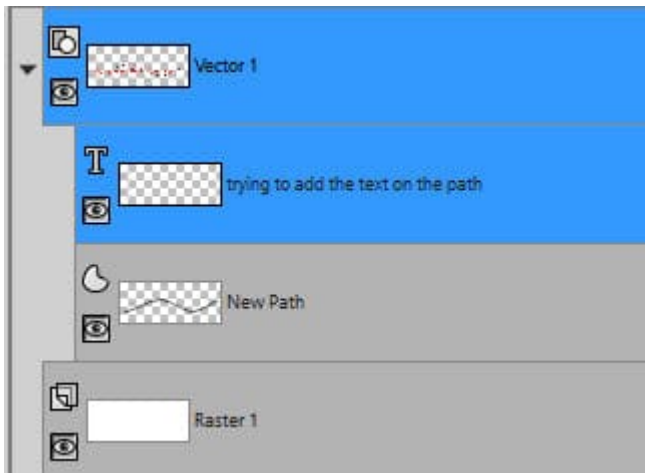 Vector 1
trying to add the text on the path
New Path
Raster 1